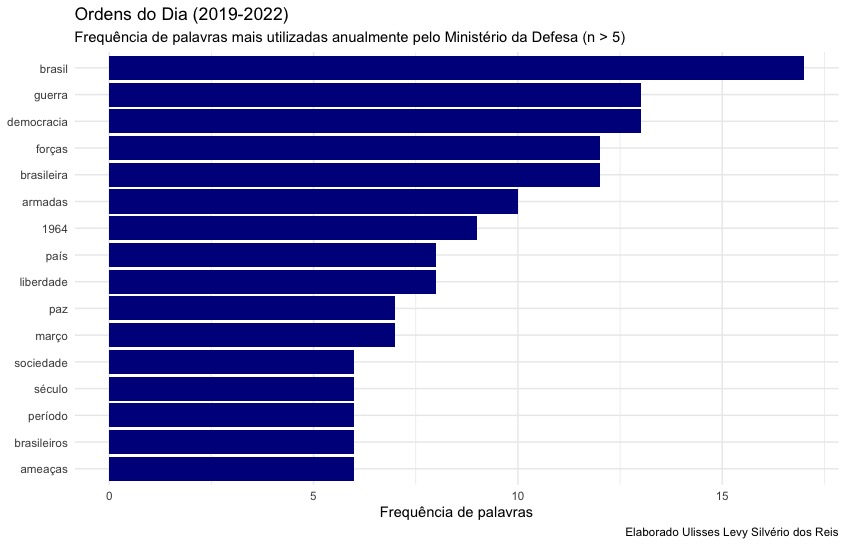 Ordens do Dia (2019-2022)
Frequência de palavras mais utilizadas anualmente pelo Ministério da Defesa (n > 5)
brasil
guerra
democracia
forças
brasileira
armadas
1964
país
liberdade
paz
março
sociedade
século
período
brasileiros
ameaças
0 5 10 15
Frequência de palavras
Elaborado Ulisses Levy Silvério dos Reis